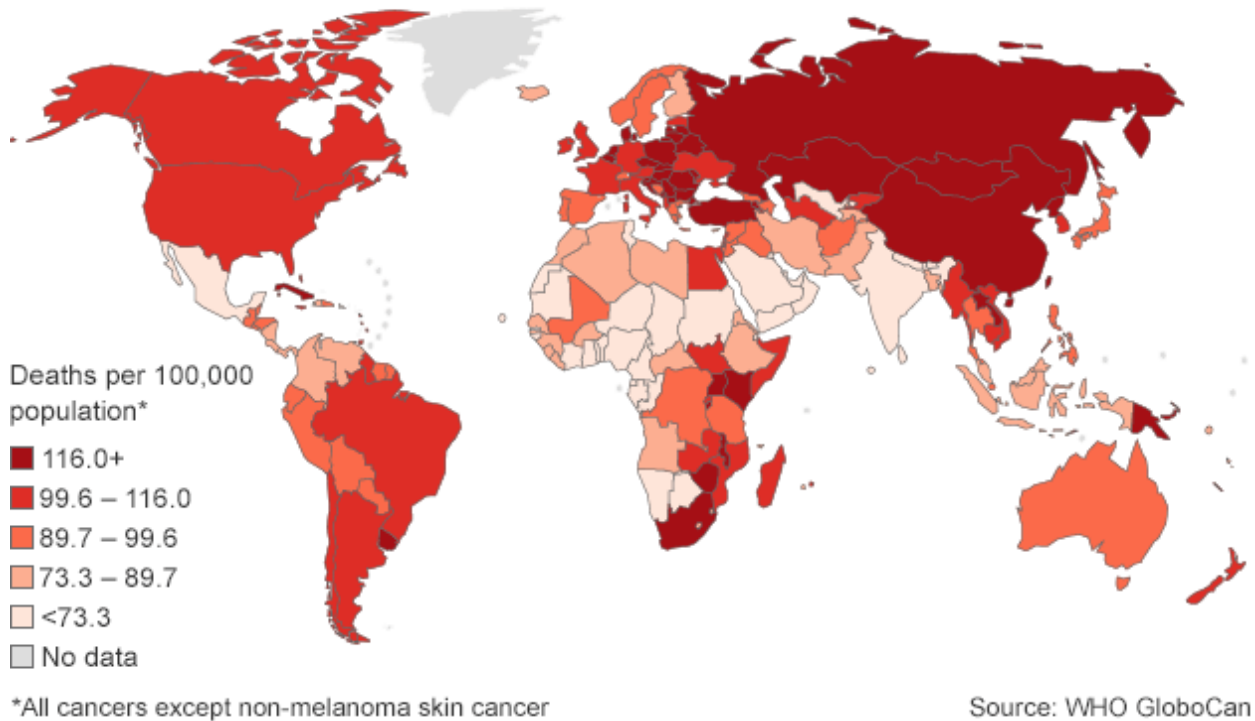 Deaths per 100,000
population*
116.0+
99.6 – 116.0
89.7 – 99.6
73.3 – 89.7
<73.3
No data
*All cancers except non-melanoma skin cancer
Source: WHO GloboCan